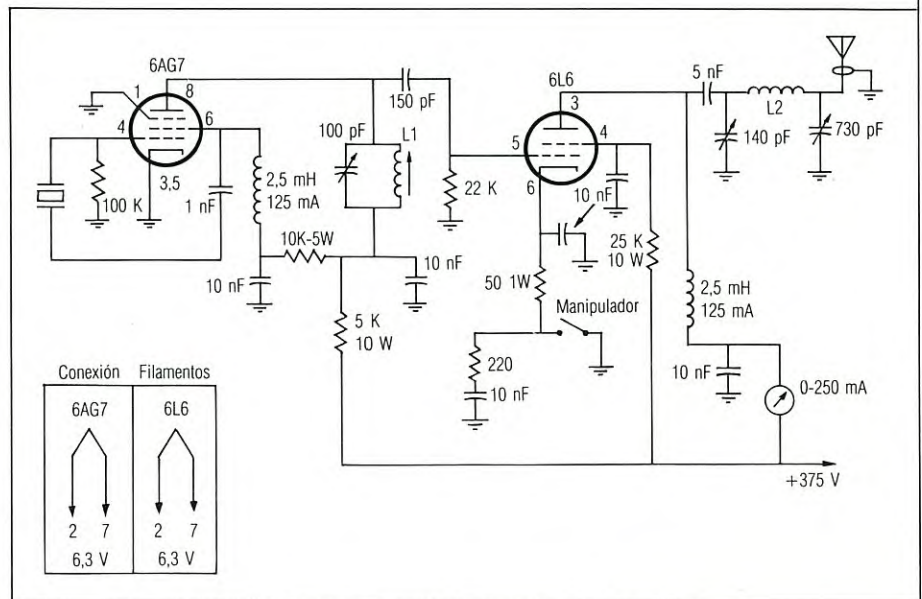 6AG7
1
8
4
6
3,5
100 K
1 nF
2,5 mH
125 mA
10 nF
10K-5W
5 K
10 W
100 pF
L1
150 pF
10 nF
22 K
6L6
3
5
4
6
10 nF
50 1W
Manipulador
220
10 nF
25 K
10 W
5 nF
L2
140 pF
730 pF
2,5 mH
125 mA
10 nF
0-250 mA
+375 V
Conexión Filamentos
6AG7 6L6
2 7 2 7
6,3 V 6,3 V